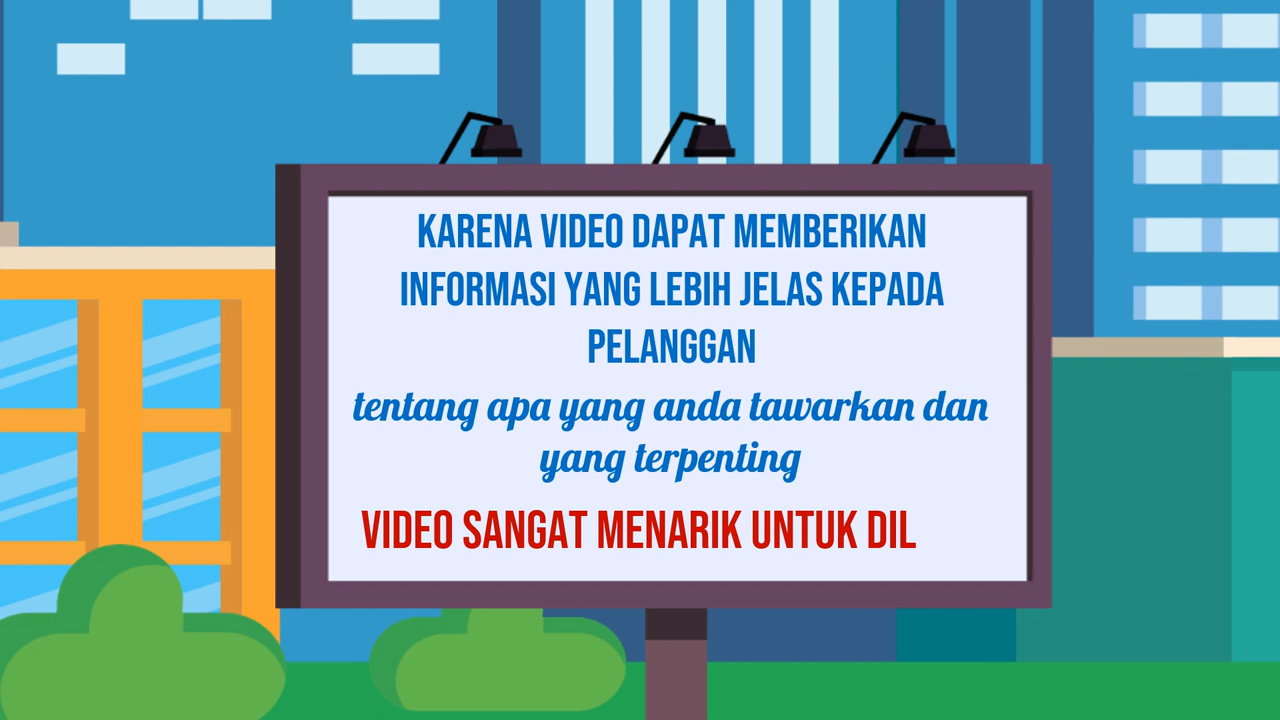 KARENA VIDEO DAPAT MEMBERIKAN
INFORMASI YANG LEBIH JELAS KEPADA
PELANGGAN
tentang apa yang anda tawarkan dan
yang terpenting
VIDEO SANGAT MENARIK UNTUK DIL